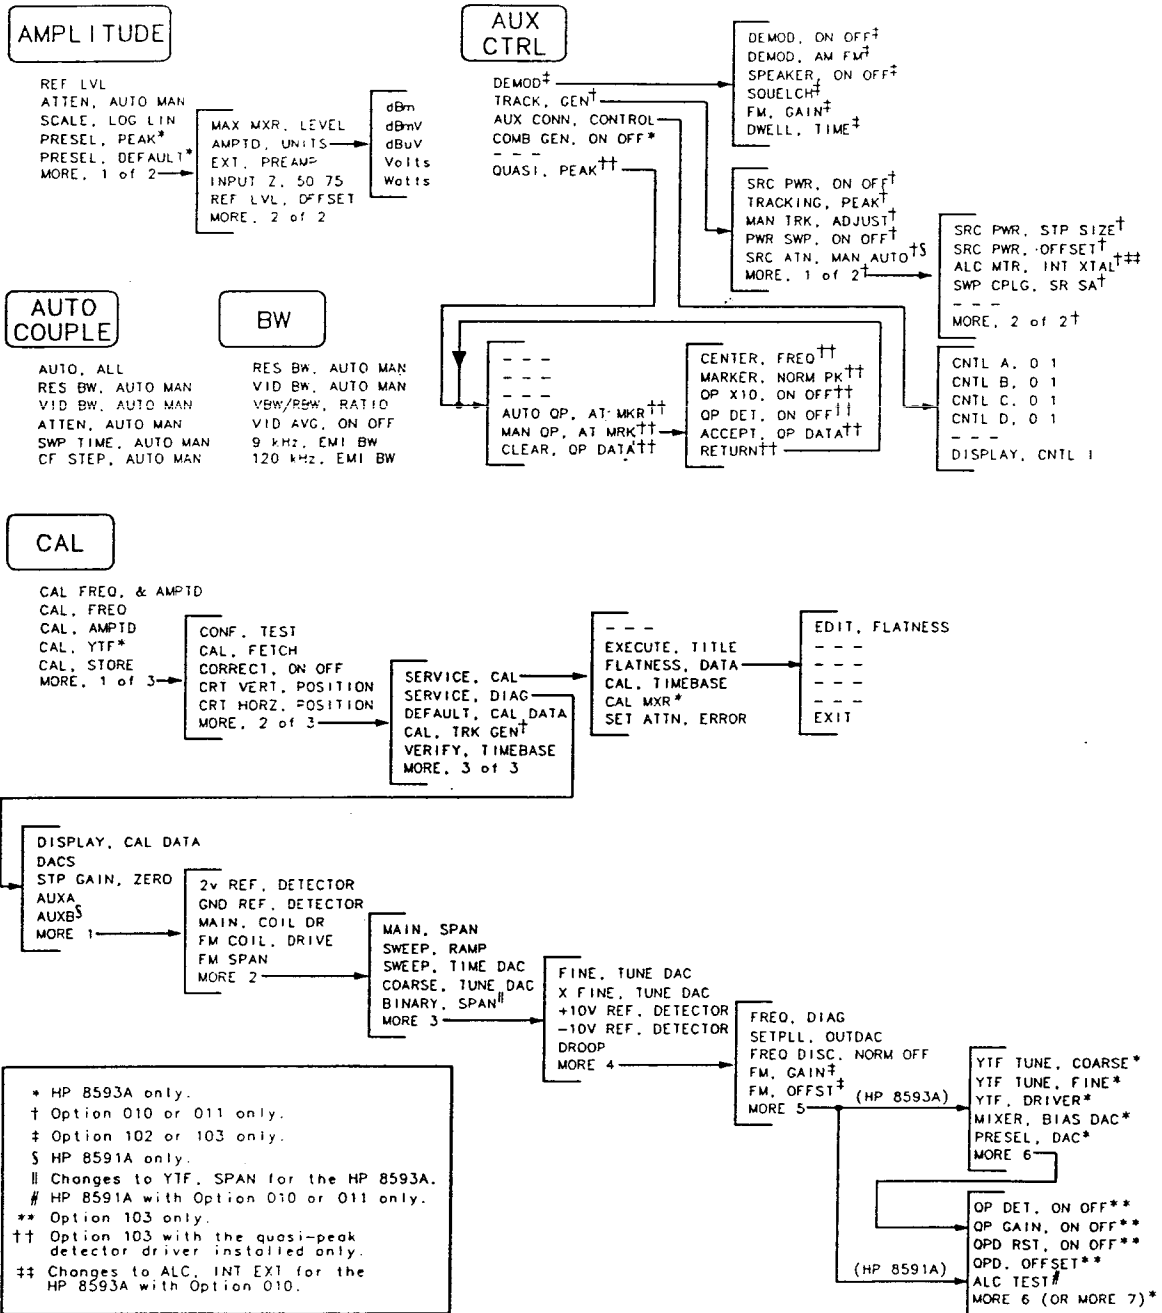 AMPLITUDE
REF LVL
ATTEN, AUTO MAN
SCALE, LOG LIN
PRESEL, PEAK*
PRESEL, DEFAULT*
MORE, 1 of 2
MAX MXR, LEVEL
AMPTD, UNITS
EXT, PREAMP
INPUT Z, 50 75
REF LVL, OFFSET
MORE, 2 of 2
dBm
dBmV
dBuV
Volts
Watts
AUX
CTRL
DEMOD‡
TRACK, GEN†
AUX CONN, CONTROL
COMB GEN, ON OFF*
- - -
QUASI, PEAK††
DEMOD, ON OFF‡
DEMOD, AM FM‡
SPEAKER, ON OFF‡
SQUELCH‡
FM, GAIN‡
DWELL, TIME‡
SRC PWR, ON OFF†
TRACKING, PEAK†
MAN TRK, ADJUST†
PWR SWP, ON OFF†
SRC ATN, MAN AUTO†§
MORE, 1 of 2†
SRC PWR, STP SIZE†
SRC PWR, OFFSET†
ALC MTR, INT XTAL†‡‡
SWP CPLG, SR SA†
- - -
MORE, 2 of 2†
AUTO
COUPLE
AUTO, ALL
RES BW, AUTO MAN
VID BW, AUTO MAN
ATTEN, AUTO MAN
SWP TIME, AUTO MAN
CF STEP, AUTO MAN
BW
RES BW, AUTO MAN
VID BW, AUTO MAN
VBW/RBW, RATIO
VID AVG, ON OFF
9 kHz, EMI BW
120 kHz, EMI BW
- - -
- - -
- - -
AUTO QP, AT MKR††
MAN QP, AT MRK††
CLEAR, QP DATA††
CENTER, FREQ††
MARKER, NORM PK††
QP X10, ON OFF††
QP DET, ON OFF††
ACCEPT, QP DATA††
RETURN††
CNTL A, 0 1
CNTL B, 0 1
CNTL C, 0 1
CNTL D, 0 1
- - -
DISPLAY, CNTL I
CAL
CAL FREQ, & AMPTD
CAL, FREQ
CAL, AMPTD
CAL, YTF*
CAL, STORE
MORE, 1 of 3
CONF, TEST
CAL, FETCH
CORRECT, ON OFF
CRT VERT, POSITION
CRT HORZ, POSITION
MORE, 2 of 3
SERVICE, CAL
SERVICE, DIAG
DEFAULT, CAL DATA
CAL, TRK GEN†
VERIFY, TIMEBASE
MORE, 3 of 3
- - -
EXECUTE, TITLE
FLATNESS, DATA
CAL, TIMEBASE
CAL MXR*
SET ATTN, ERROR
EDIT, FLATNESS
- - -
- - -
- - -
- - -
EXIT
DISPLAY, CAL DATA
DACS
STP GAIN, ZERO
AUXA
AUXB§
MORE 1
2v REF, DETECTOR
GND REF, DETECTOR
MAIN, COIL DR
FM COIL, DRIVE
FM SPAN
MORE 2
MAIN, SPAN
SWEEP, RAMP
SWEEP, TIME DAC
COARSE, TUNE DAC
BINARY, SPAN‖
MORE 3
FINE, TUNE DAC
X FINE, TUNE DAC
+10V REF, DETECTOR
-10V REF, DETECTOR
DROOP
MORE 4
FREQ, DIAG
SETPLL, OUTDAC
FREQ DISC, NORM OFF
FM, GAIN‡
FM, OFFST‡
MORE 5
(HP 8593A)
YTF TUNE, COARSE*
YTF TUNE, FINE*
YTF, DRIVER*
MIXER, BIAS DAC*
PRESEL, DAC*
MORE 6
(HP 8591A)
QP DET, ON OFF**
QP GAIN, ON OFF**
QPD RST, ON OFF**
QPD, OFFSET**
ALC TEST#
MORE 6 (OR MORE 7)*
* HP 8593A only.
† Option 010 or 011 only.
‡ Option 102 or 103 only.
§ HP 8591A only.
‖ Changes to YTF, SPAN for the HP 8593A.
# HP 8591A with Option 010 or 011 only.
** Option 103 only.
†† Option 103 with the quasi-peak
detector driver installed only.
‡‡ Changes to ALC, INT EXT for the
HP 8593A with Option 010.